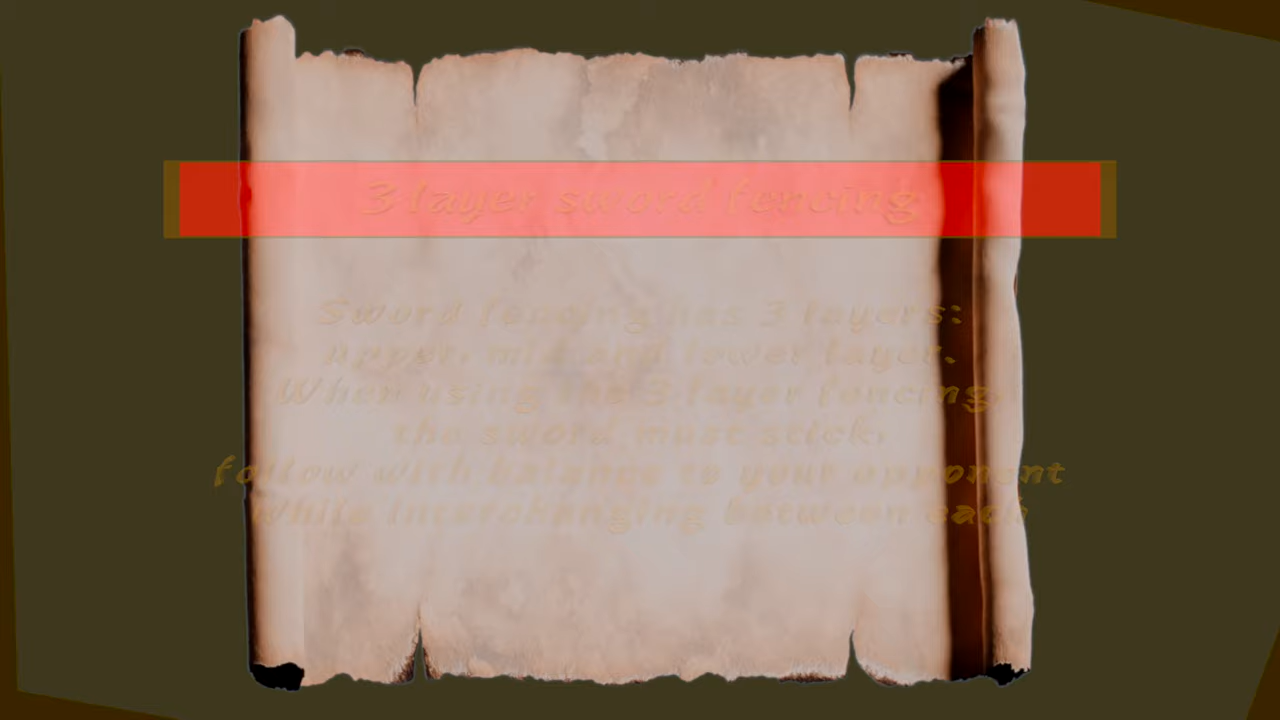 3 layer sword fencing
Sword fencing has 3 layers:
Upper, mid and lower layer.
When using the 3-layer fencing,
the sword must stick,
follow with balance to your opponent
While interchanging between each